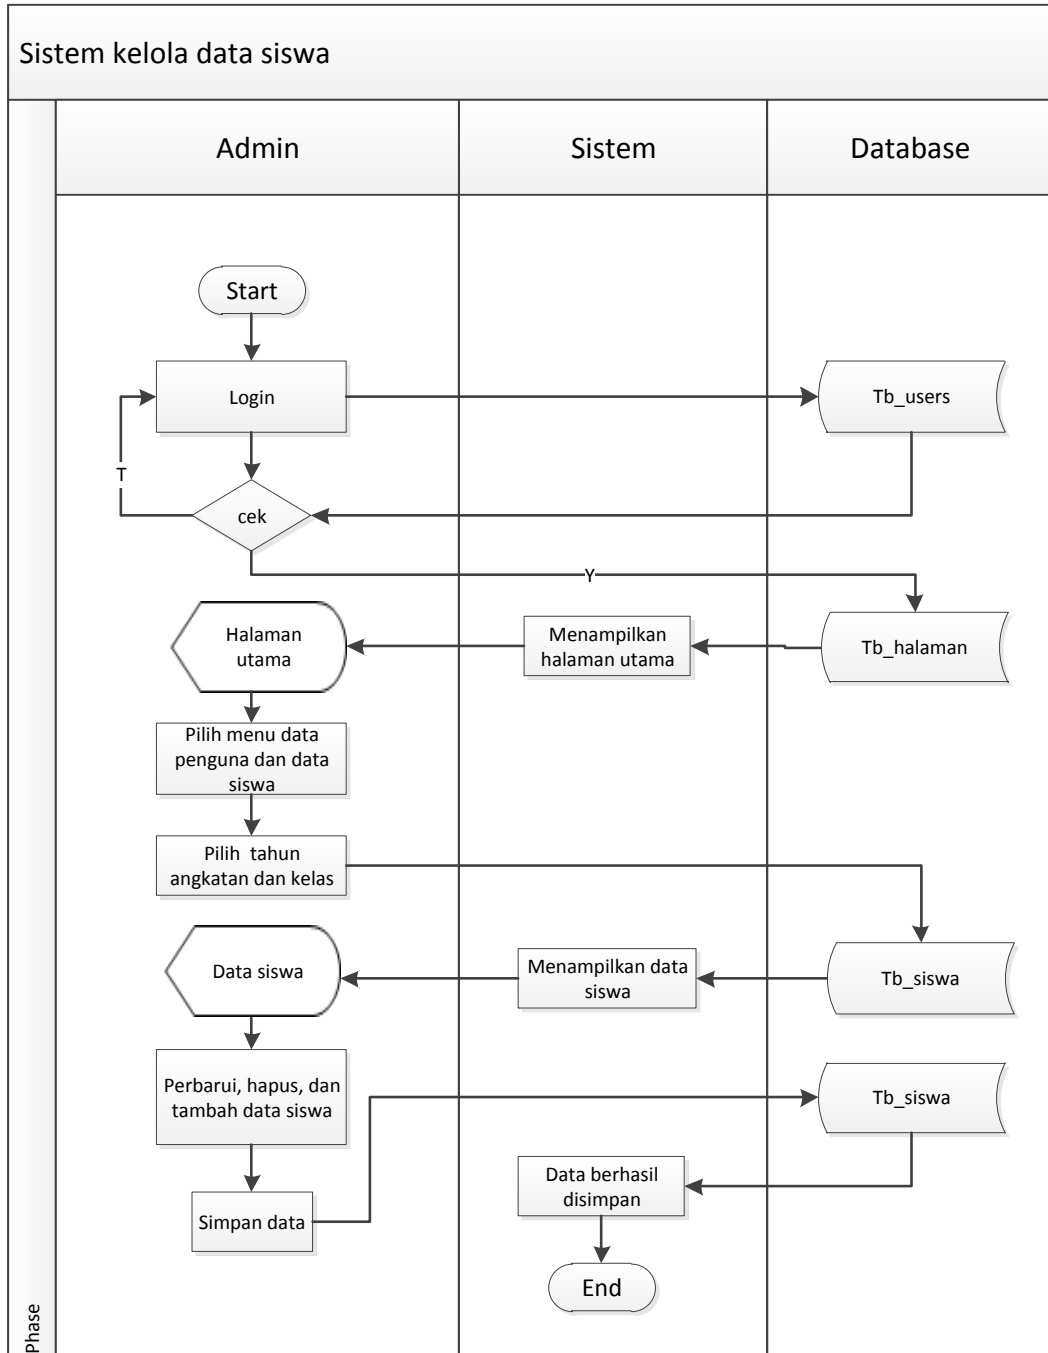 Sistem kelola data siswa
Admin
Sistem
Database
Start
Login
Tb_users
T
cek
Y
Halaman
utama
Menampilkan
halaman utama
Tb_halaman
Pilih menu data
penguna dan data
siswa
Pilih tahun
angkatan dan kelas
Data siswa
Menampilkan data
siswa
Tb_siswa
Perbarui, hapus, dan
tambah data siswa
Tb_siswa
Data berhasil
disimpan
Simpan data
End
Phase